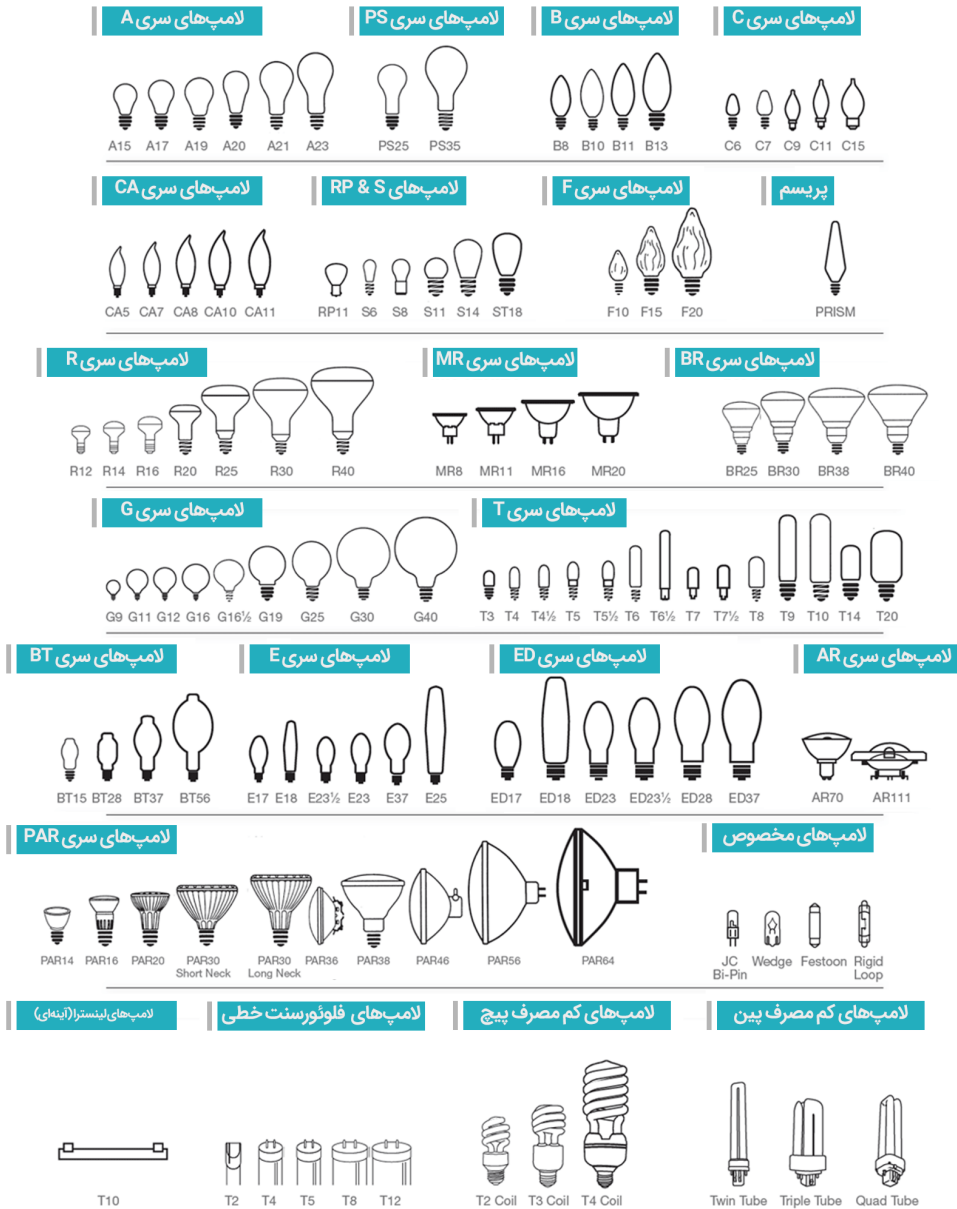 لامپ‌های سری A
لامپ‌های سری PS
لامپ‌های سری B
لامپ‌های سری C
A15 A17 A19 A20 A21 A23
PS25 PS35
B8 B10 B11 B13
C6 C7 C9 C11 C15
لامپ‌های سری CA
لامپ‌های RP & S
لامپ‌های سری F
پریسم
CA5 CA7 CA8 CA10 CA11
RP11 S6 S8 S11 S14 ST18
F10 F15 F20
PRISM
لامپ‌های سری R
لامپ‌های سری MR
لامپ‌های سری BR
R12 R14 R16 R20 R25 R30 R40
MR8 MR11 MR16 MR20
BR25 BR30 BR38 BR40
لامپ‌های سری G
لامپ‌های سری T
G9 G11 G12 G16 G16½ G19 G25 G30 G40
T3 T4 T4½ T5 T5½ T6 T6½ T7 T7½ T8 T9 T10 T14 T20
لامپ‌های سری BT
لامپ‌های سری E
لامپ‌های سری ED
لامپ‌های سری AR
BT15 BT28 BT37 BT56
E17 E18 E23½ E23 E37 E25
ED17 ED18 ED23 ED23½ ED28 ED37
AR70 AR111
لامپ‌های سری PAR
لامپ‌های مخصوص
PAR14 PAR16 PAR20 PAR30 Short Neck PAR30 Long Neck PAR36 PAR38 PAR46 PAR56 PAR64
JC Bi-Pin Wedge Festoon Rigid Loop
لامپ‌های لینسترا (آینه‌ای)
لامپ‌های فلوئورسنت خطی
لامپ‌های کم مصرف پیچ
لامپ‌های کم مصرف پین
T10
T2 T4 T5 T8 T12
T2 Coil T3 Coil T4 Coil
Twin Tube Triple Tube Quad Tube